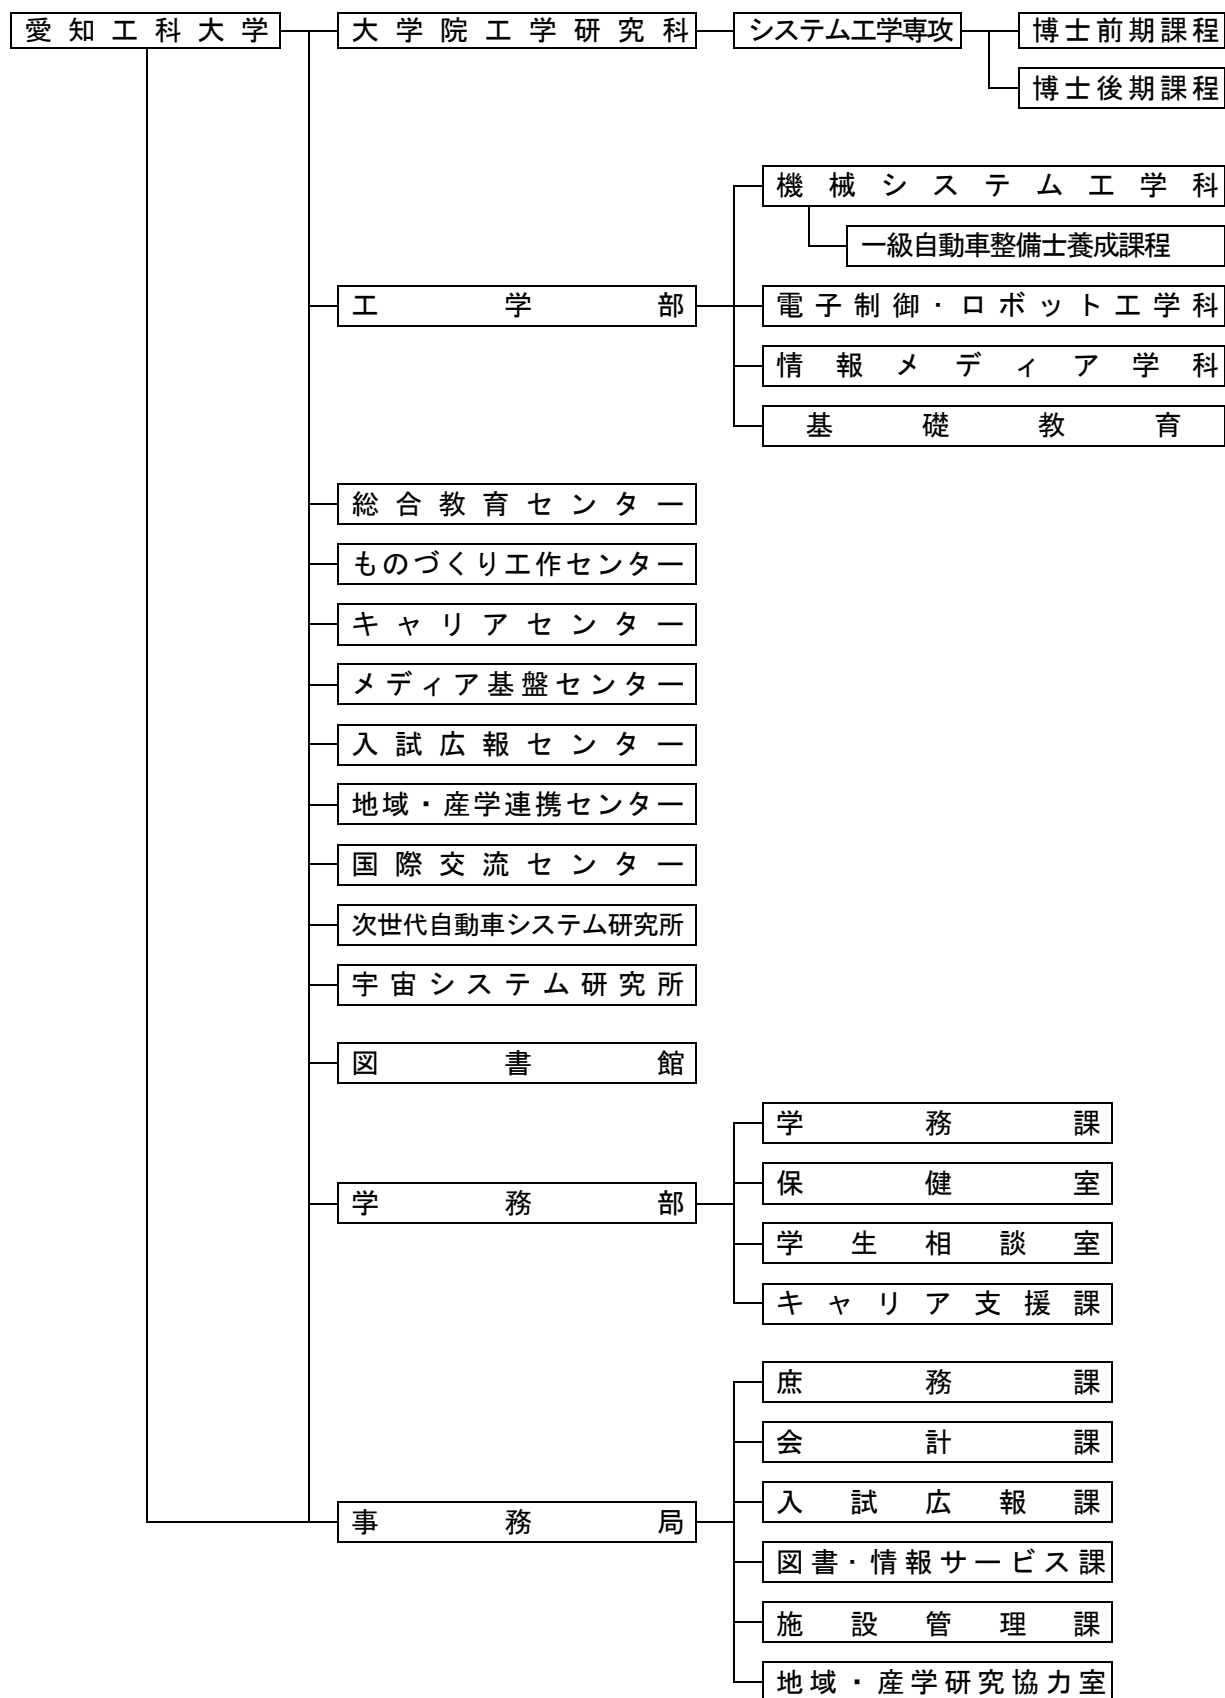 愛知工科大学
大学院工学研究科
システム工学専攻
博士前期課程
博士後期課程
機械システム工学科
一級自動車整備士養成課程
工学部
電子制御・ロボット工学科
情報メディア学科
基礎教育
総合教育センター
ものづくり工作センター
キャリアセンター
メディア基盤センター
入試広報センター
地域・産学連携センター
国際交流センター
次世代自動車システム研究所
宇宙システム研究所
図書館
学務部
学務課
保健室
学生相談室
キャリア支援課
事務局
庶務課
会計課
入試広報課
図書・情報サービス課
施設管理課
地域・産学研究協力室